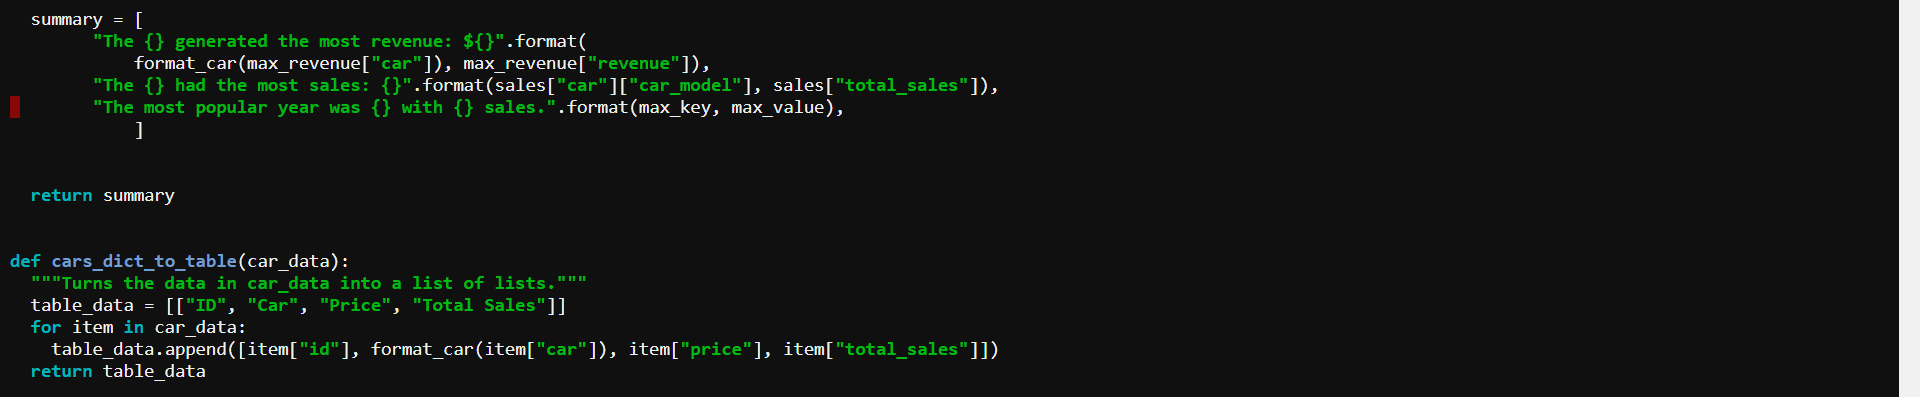 summary = [
"The {} generated the most revenue: ${}".format(
format_car(max_revenue["car"]), max_revenue["revenue"]),
"The {} had the most sales: {}".format(sales["car"]["car_model"], sales["total_sales"]),
"The most popular year was {} with {} sales.".format(max_key, max_value),
]
return summary
def cars_dict_to_table(car_data):
"""Turns the data in car_data into a list of lists."""
table_data = [["ID", "Car", "Price", "Total Sales"]]
for item in car_data:
table_data.append([item["id"], format_car(item["car"]), item["price"], item["total_sales"]])
return table_data